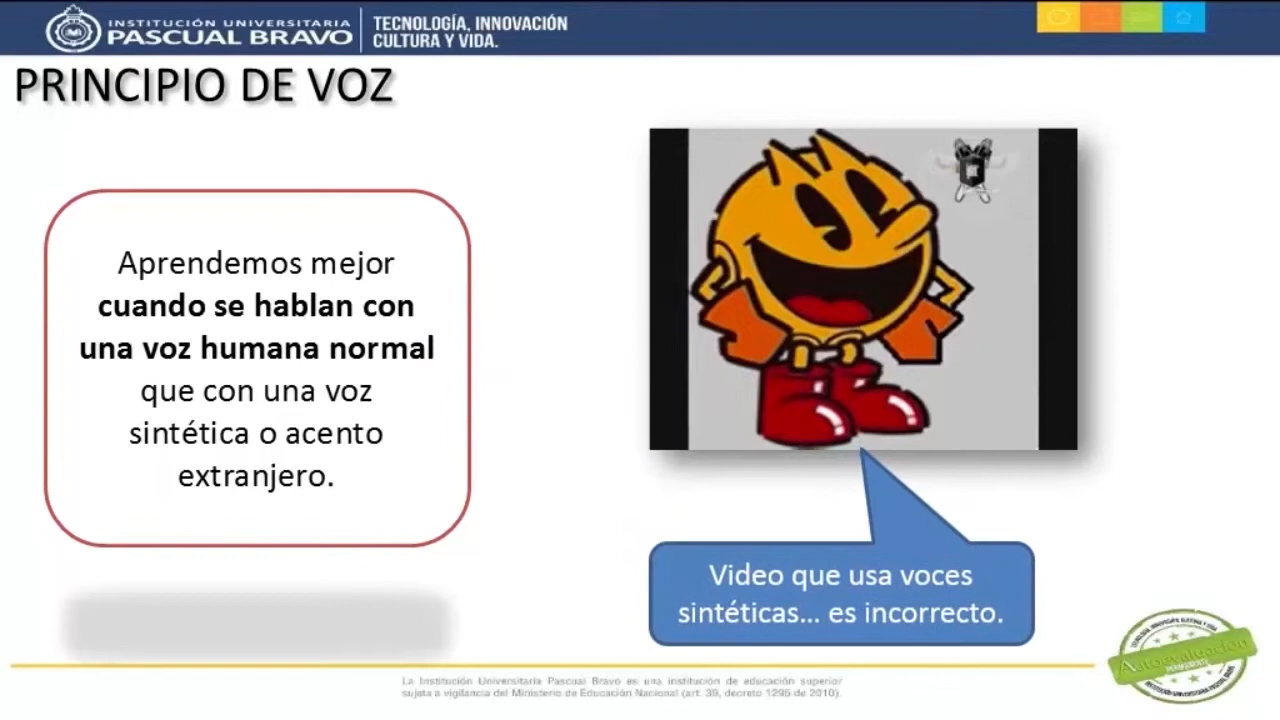 INSTITUCIÓN UNIVERSITARIA
PASCUAL BRAVO
TECNOLOGÍA, INNOVACIÓN
CULTURA Y VIDA.
PRINCIPIO DE VOZ
Aprendemos mejor
cuando se hablan con
una voz humana normal
que con una voz
sintética o acento
extranjero.
Video que usa voces
sintéticas... es incorrecto.
La Institución Universitaria Pascual Bravo es una institución de educación superior
sujeta a vigilancia del Ministerio de Educación Nacional (art. 39, decreto 1295 de 2010).
Autoevaluación